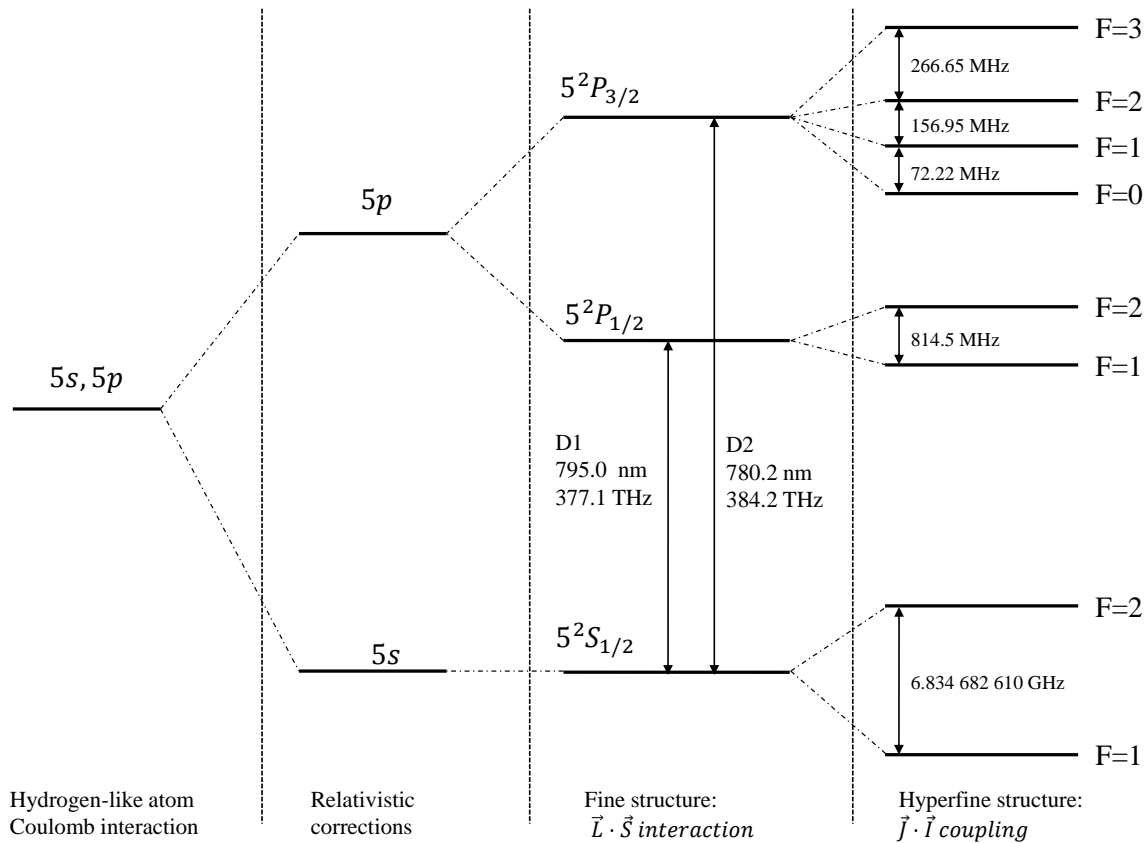 F=3
266.65 MHz
5²P₃/₂
F=2
156.95 MHz
F=1
72.22 MHz
F=0
5p
F=2
5²P₁/₂
814.5 MHz
F=1
5s, 5p
D1
795.0 nm
377.1 THz
D2
780.2 nm
384.2 THz
F=2
5s
5²S₁/₂
6.834 682 610 GHz
F=1
Hydrogen-like atom
Coulomb interaction
Relativistic
corrections
Fine structure:
L⃗ · S⃗ interaction
Hyperfine structure:
J⃗ · I⃗ coupling